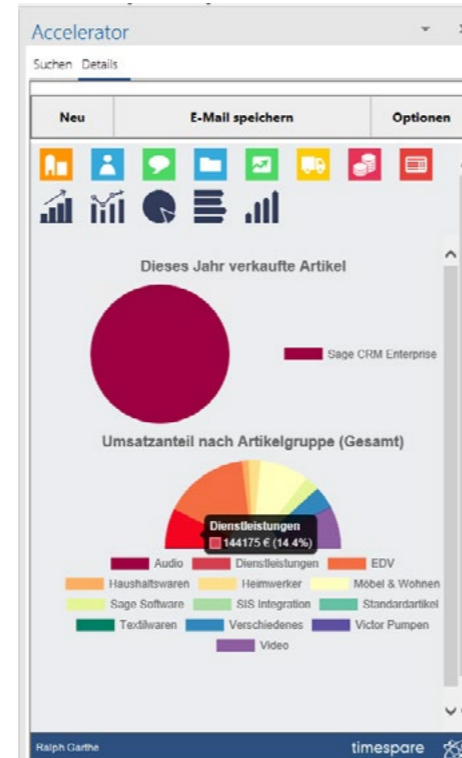 Accelerator
Suchen Details
Neu E-Mail speichern Optionen
Dieses Jahr verkaufte Artikel
Sage CRM Enterprise
Umsatzanteil nach Artikelgruppe (Gesamt)
Dienstleistungen
144175 € (14.4%)
Audio Dienstleistungen EDV
Haushaltswaren Heimwerker Möbel & Wohnen
Sage Software SIS Integration Standardartikel
Textilwaren Verschiedenes Victor Pumpen
Video
Ralph Garthe timespare